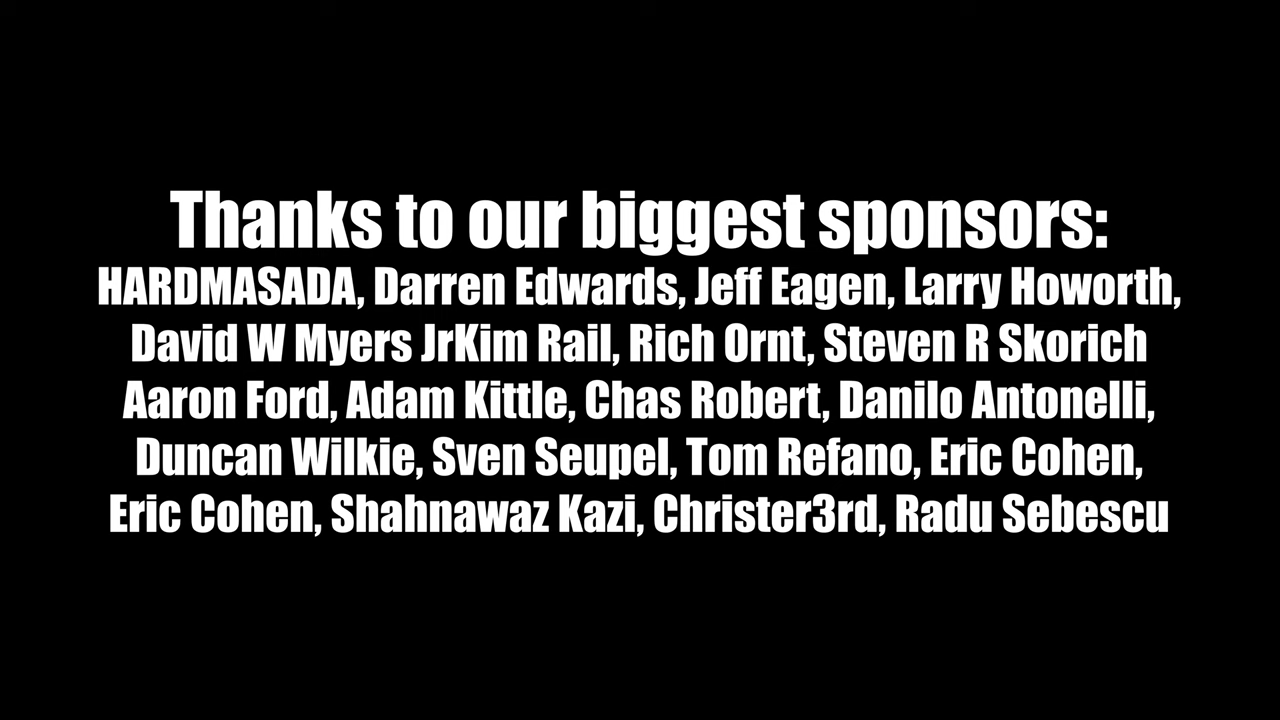 Thanks to our biggest sponsors:
HARDMASADA, Darren Edwards, Jeff Eagen, Larry Howorth,
David W Myers JrKim Rail, Rich Ornt, Steven R Skorich
Aaron Ford, Adam Kittle, Chas Robert, Danilo Antonelli,
Duncan Wilkie, Sven Seupel, Tom Refano, Eric Cohen,
Eric Cohen, Shahnawaz Kazi, Christer3rd, Radu Sebescu